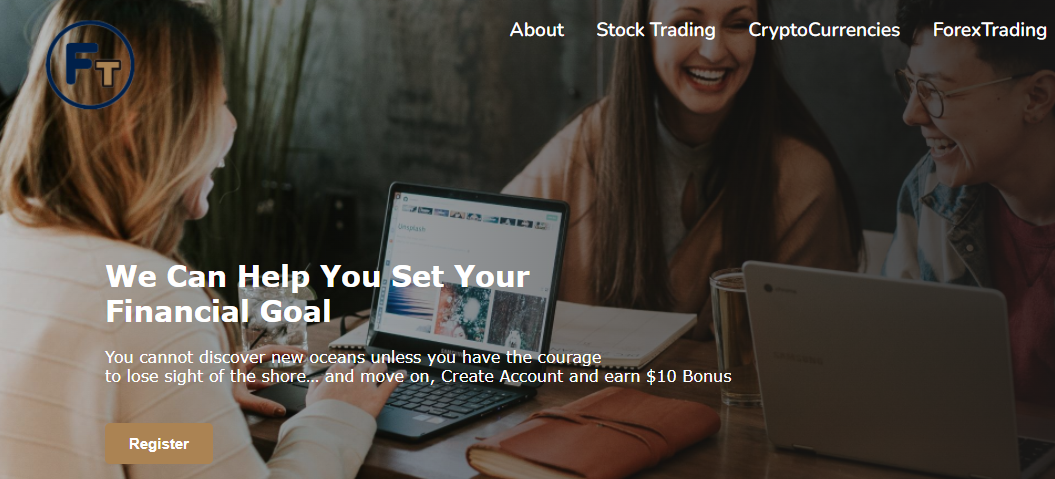 FT
About Stock Trading CryptoCurrencies ForexTrading
Unsplash
We Can Help You Set Your
Financial Goal
You cannot discover new oceans unless you have the courage
to lose sight of the shore... and move on, Create Account and earn $10 Bonus
Register